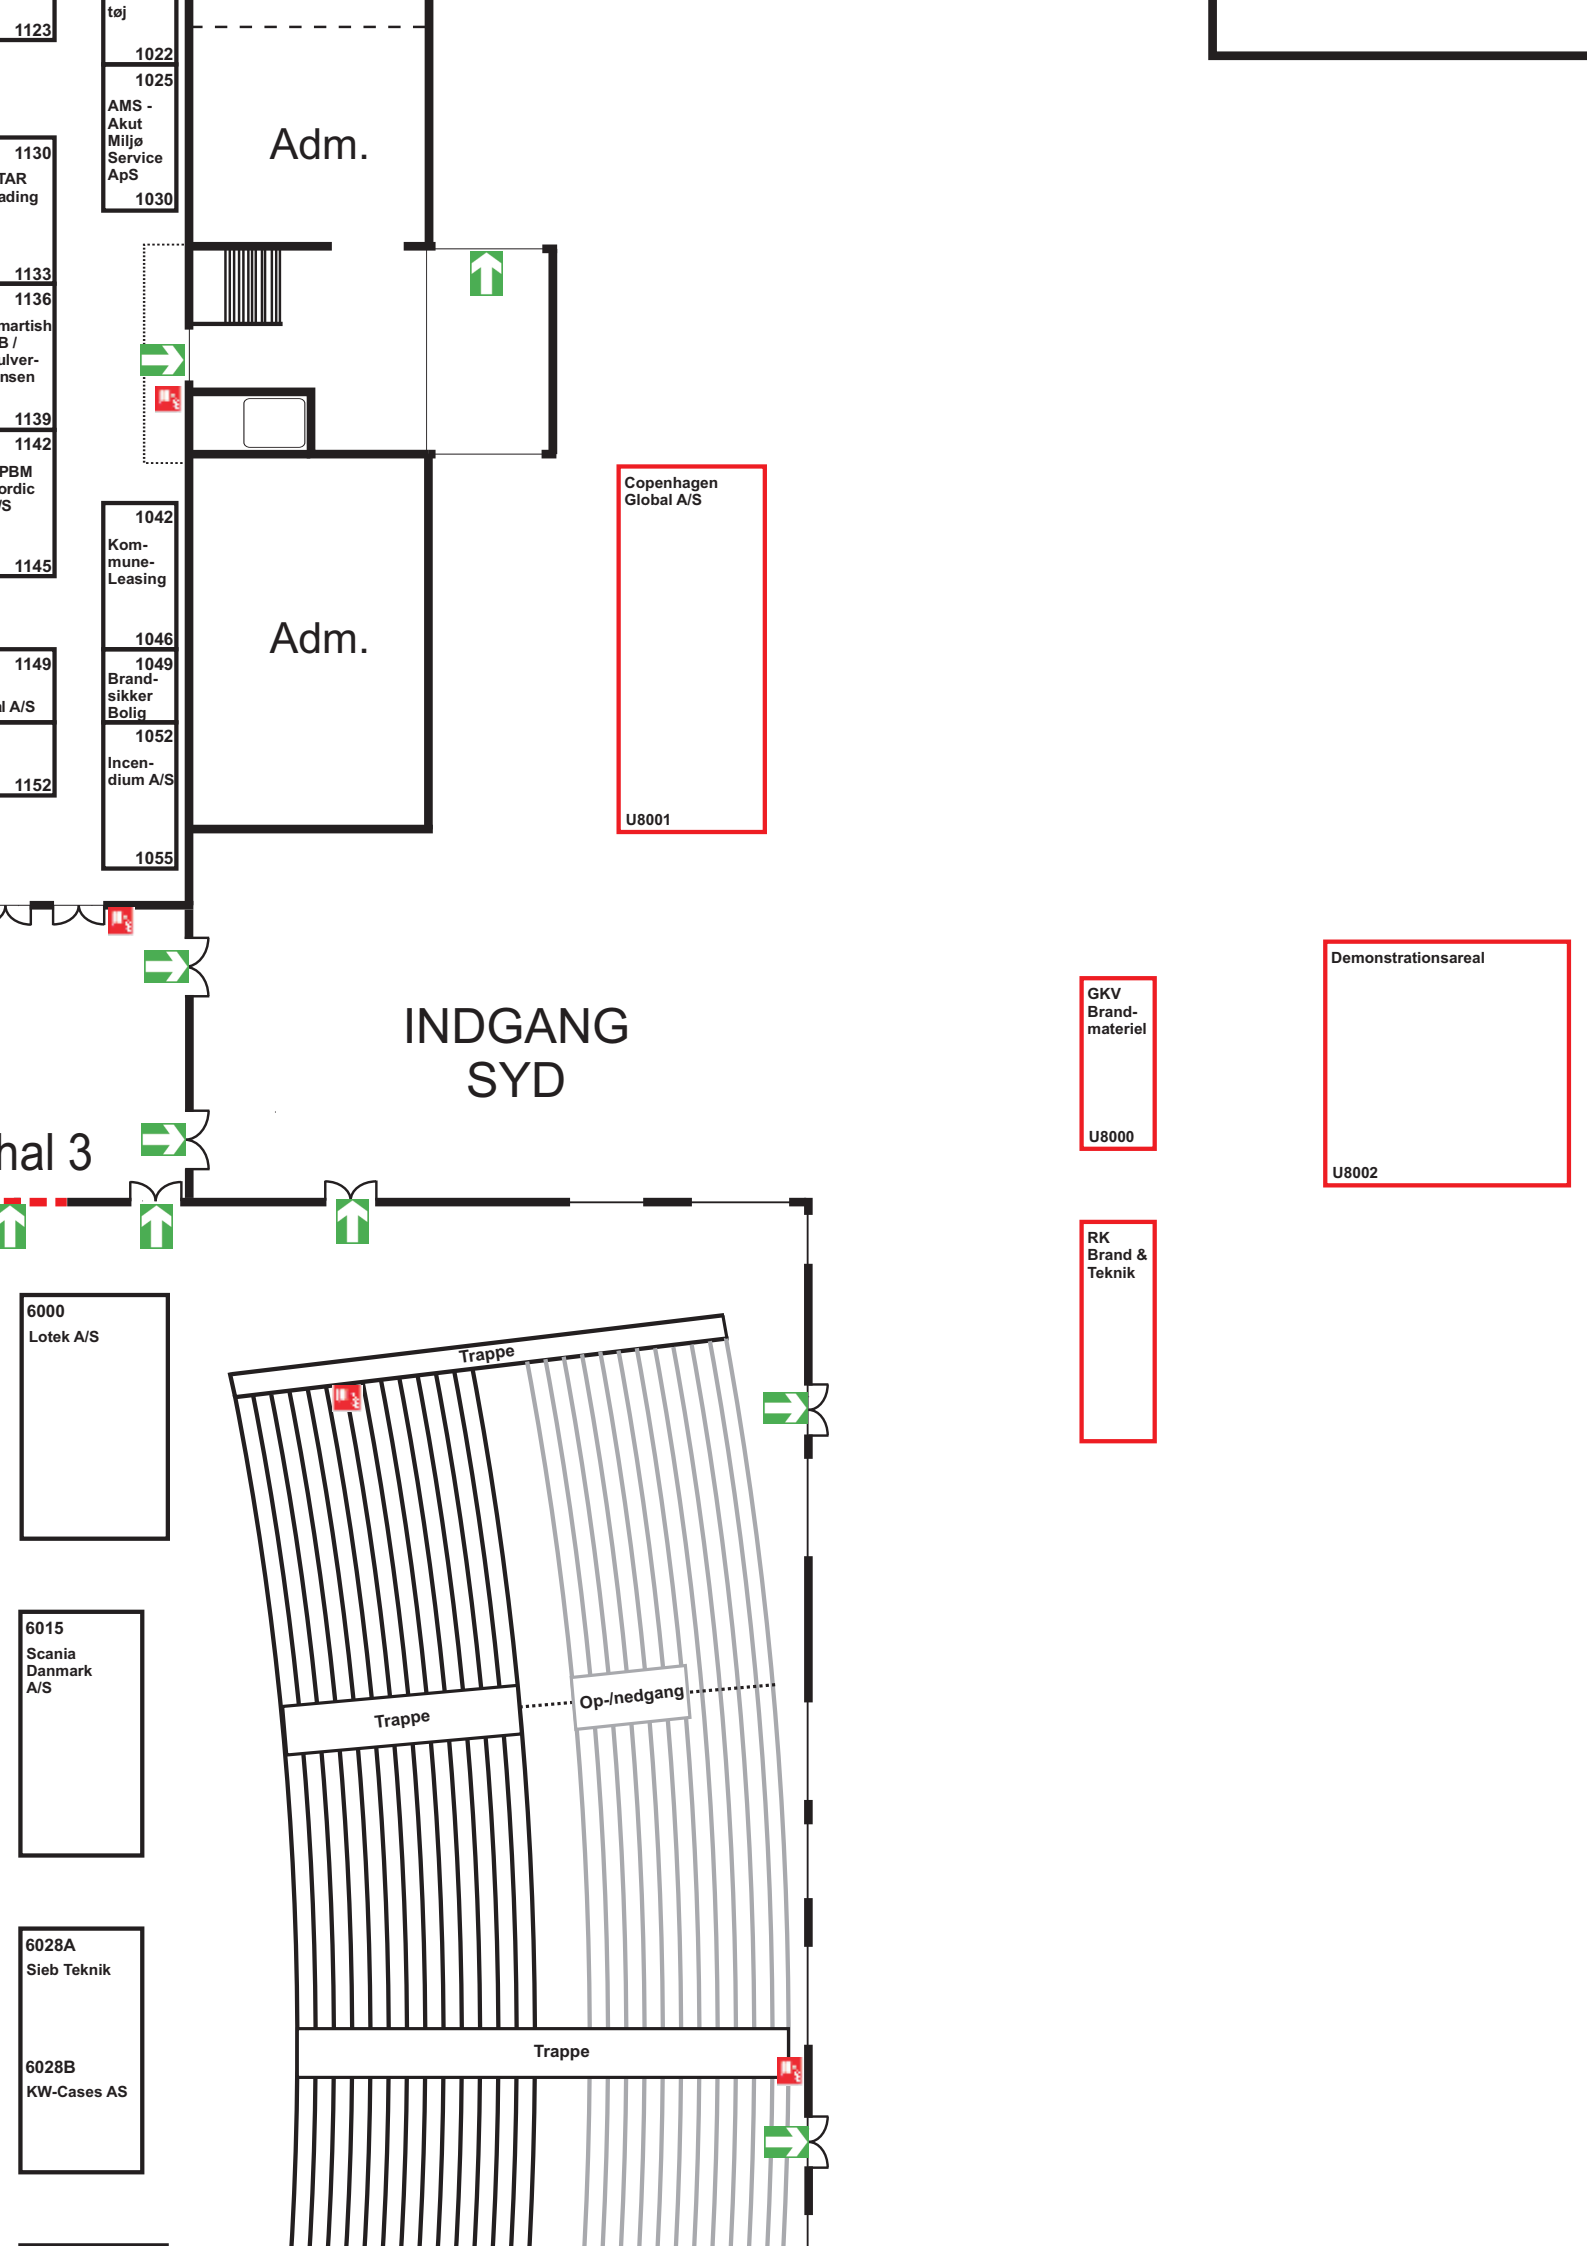 1123
tøj
1022
1025
AMS -
Akut
Miljø
Service
ApS
1030
Adm.
1130
TAR
ading
1133
1136
martish
B /
ulver-
nsen
1139
1142
PBM
ordic
/S
1145
1042
Kom-
mune-
Leasing
1046
1049
Brand-
sikker
Bolig
1052
Incen-
dium A/S
1055
1149
l A/S
1152
Adm.
Copenhagen
Global A/S
U8001
INDGANG
SYD
hal 3
GKV
Brand-
materiel
U8000
Demonstrationsareal
U8002
RK
Brand &
Teknik
6000
Lotek A/S
Trappe
6015
Scania
Danmark
A/S
Trappe
Op-/nedgang
6028A
Sieb Teknik
6028B
KW-Cases AS
Trappe